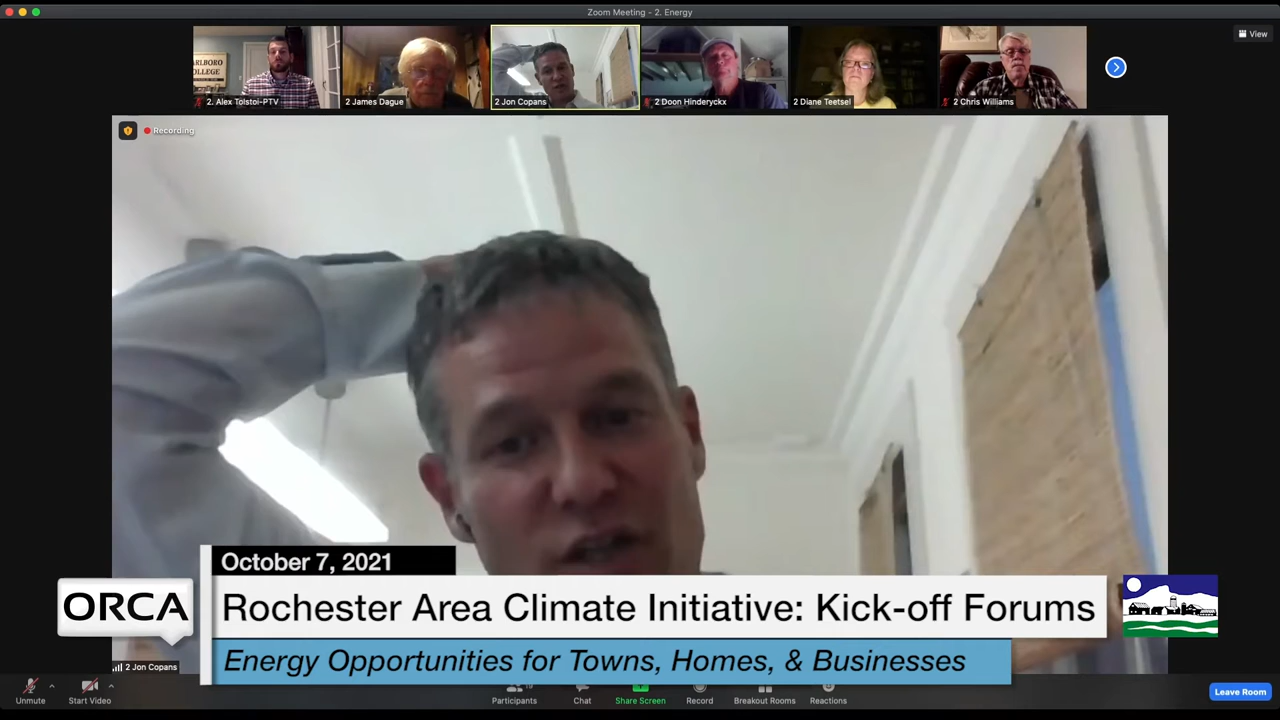 Zoom Meeting - 2. Energy
View
ARLBORO
COLLEGE
2. Alex Tolstoi-PTV
2 James Dague
2 Jon Copans
2 Doon Hinderyckx
2 Diane Teetsel
2 Chris Williams
Recording
October 7, 2021
ORCA
Rochester Area Climate Initiative: Kick-off Forums
Energy Opportunities for Towns, Homes, & Businesses
2 Jon Copans
Unmute
Start Video
Participants
Chat
Share Screen
Record
Breakout Rooms
Reactions
Leave Room